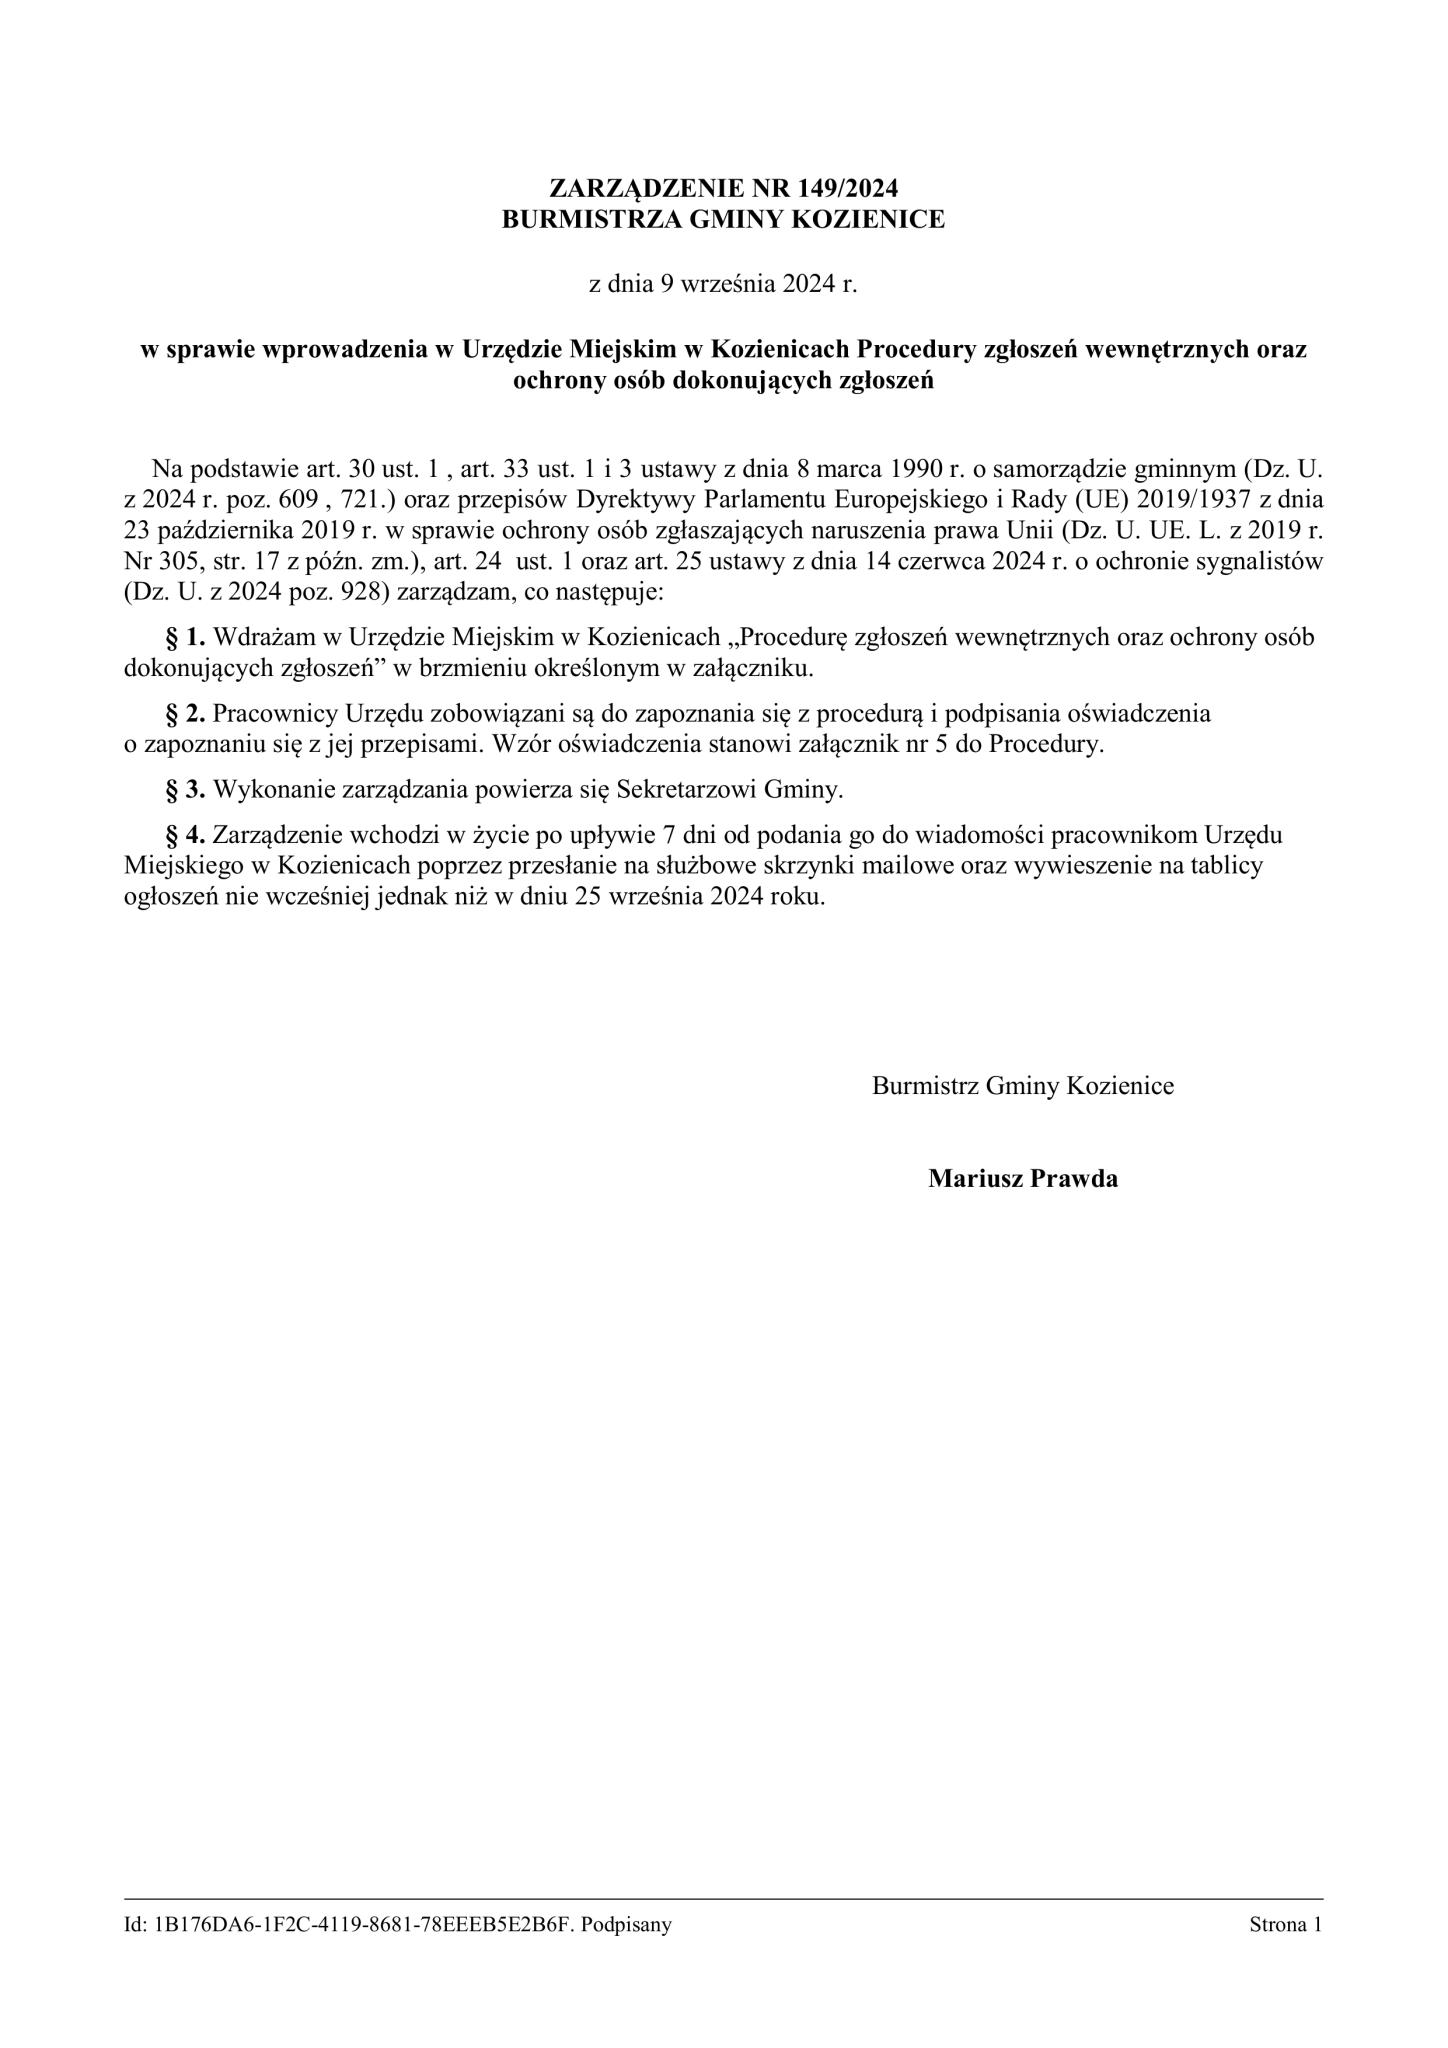 ZARZĄDZENIE NR 149/2024
BURMISTRZA GMINY KOZIENICE
z dnia 9 września 2024 r.
w sprawie wprowadzenia w Urzędzie Miejskim w Kozienicach Procedury zgłoszeń wewnętrznych oraz
ochrony osób dokonujących zgłoszeń
Na podstawie art. 30 ust. 1 , art. 33 ust. 1 i 3 ustawy z dnia 8 marca 1990 r. o samorządzie gminnym (Dz. U.
z 2024 r. poz. 609 , 721.) oraz przepisów Dyrektywy Parlamentu Europejskiego i Rady (UE) 2019/1937 z dnia
23 października 2019 r. w sprawie ochrony osób zgłaszających naruszenia prawa Unii (Dz. U. UE. L. z 2019 r.
Nr 305, str. 17 z późn. zm.), art. 24 ust. 1 oraz art. 25 ustawy z dnia 14 czerwca 2024 r. o ochronie sygnalistów
(Dz. U. z 2024 poz. 928) zarządzam, co następuje:
§ 1. Wdrażam w Urzędzie Miejskim w Kozienicach „Procedurę zgłoszeń wewnętrznych oraz ochrony osób
dokonujących zgłoszeń” w brzmieniu określonym w załączniku.
§ 2. Pracownicy Urzędu zobowiązani są do zapoznania się z procedurą i podpisania oświadczenia
o zapoznaniu się z jej przepisami. Wzór oświadczenia stanowi załącznik nr 5 do Procedury.
§ 3. Wykonanie zarządzania powierza się Sekretarzowi Gminy.
§ 4. Zarządzenie wchodzi w życie po upływie 7 dni od podania go do wiadomości pracownikom Urzędu
Miejskiego w Kozienicach poprzez przesłanie na służbowe skrzynki mailowe oraz wywieszenie na tablicy
ogłoszeń nie wcześniej jednak niż w dniu 25 września 2024 roku.
Burmistrz Gminy Kozienice
Mariusz Prawda
Id: 1B176DA6-1F2C-4119-8681-78EEEB5E2B6F. Podpisany Strona 1